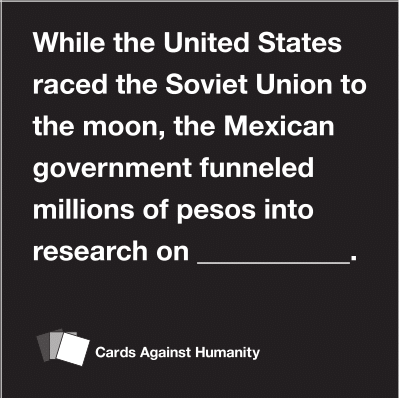 While the United States
raced the Soviet Union to
the moon, the Mexican
government funneled
millions of pesos into
research on __________.
Cards Against Humanity